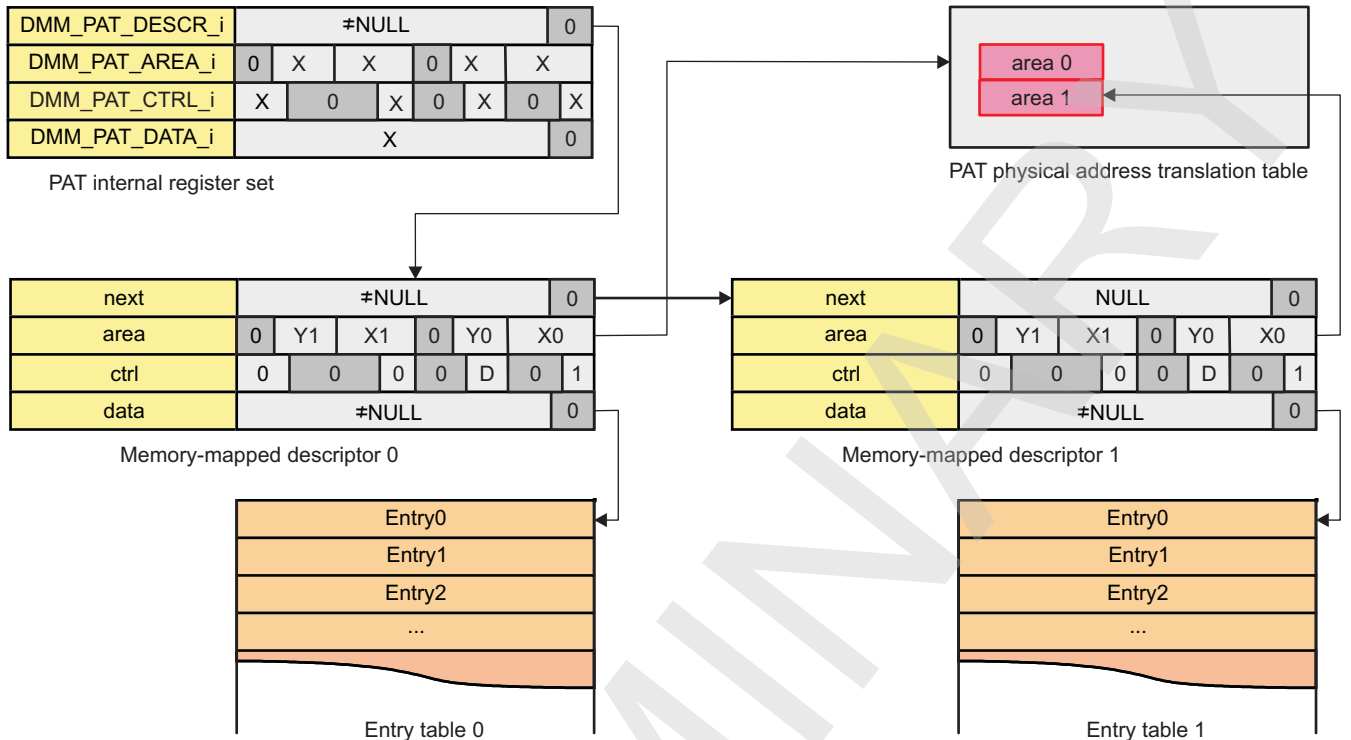 DMM_PAT_DESCR_i ≠NULL 0
DMM_PAT_AREA_i 0 X X 0 X X
DMM_PAT_CTRL_i X 0 X 0 X 0 X
DMM_PAT_DATA_i X 0
PAT internal register set
area 0
area 1
PAT physical address translation table
next ≠NULL 0
area 0 Y1 X1 0 Y0 X0
ctrl 0 0 0 0 D 0 1
data ≠NULL 0
Memory-mapped descriptor 0
next NULL 0
area 0 Y1 X1 0 Y0 X0
ctrl 0 0 0 0 D 0 1
data ≠NULL 0
Memory-mapped descriptor 1
Entry0
Entry1
Entry2
...
Entry table 0
Entry0
Entry1
Entry2
...
Entry table 1
MINARY